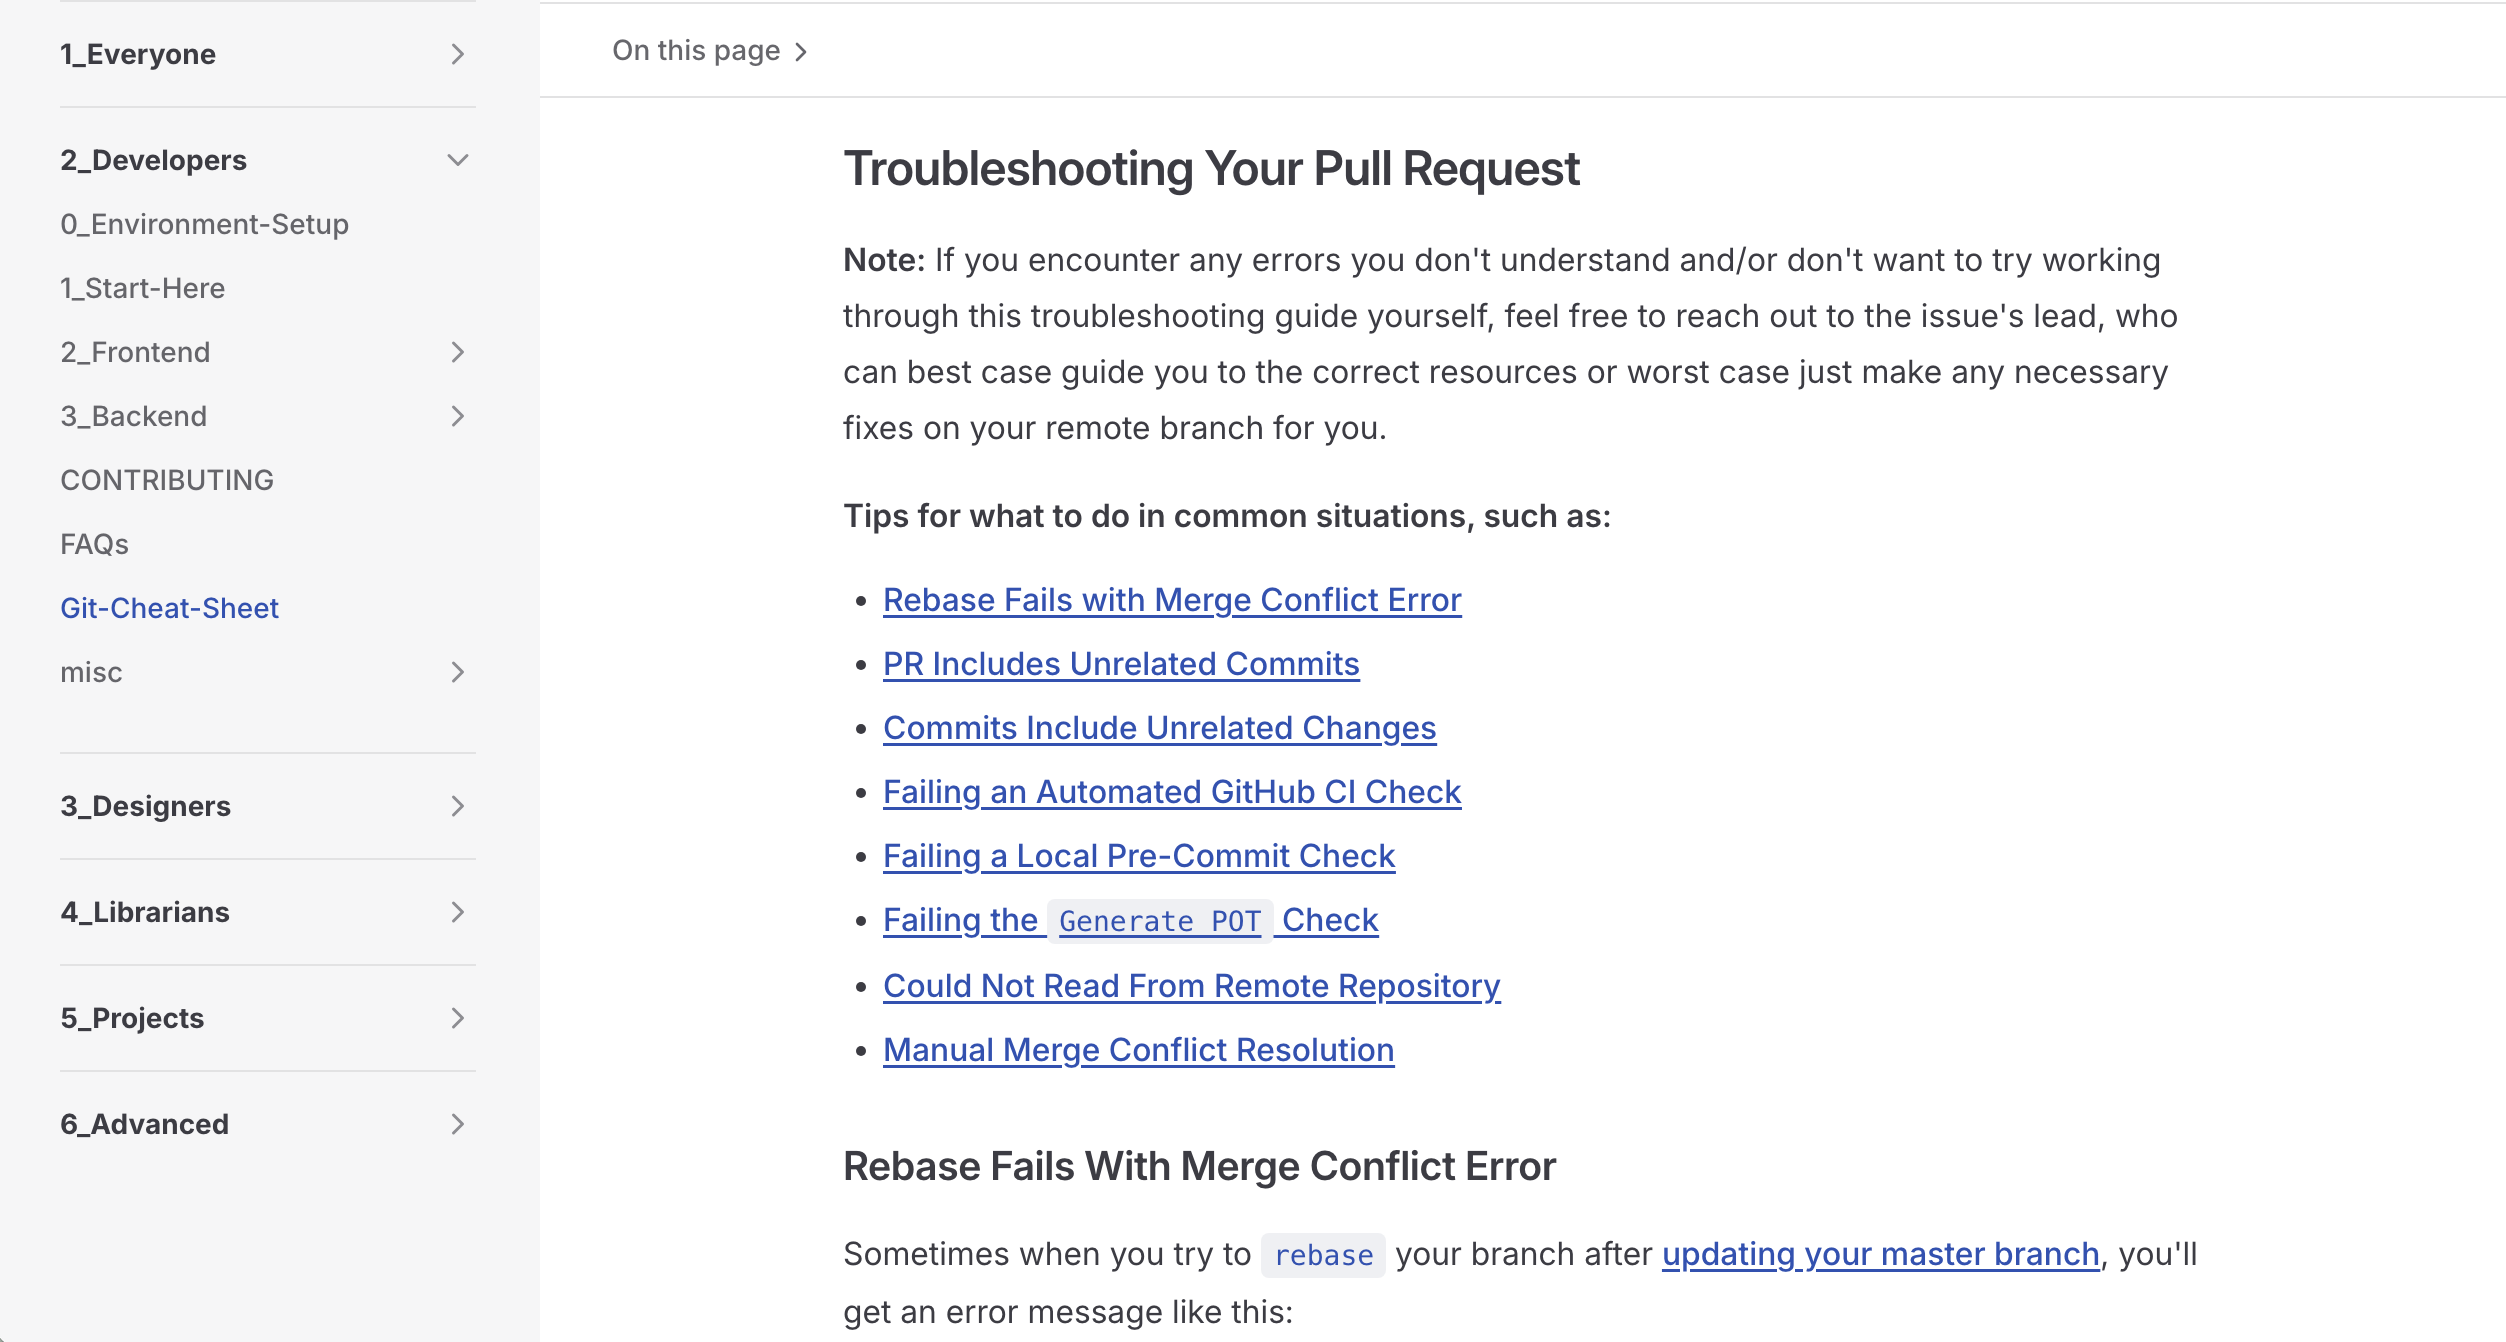 1_Everyone
2_Developers
0_Environment-Setup
1_Start-Here
2_Frontend
3_Backend
CONTRIBUTING
FAQs
Git-Cheat-Sheet
misc
3_Designers
4_Librarians
5_Projects
6_Advanced
On this page
Troubleshooting Your Pull Request
Note: If you encounter any errors you don't understand and/or don't want to try working
through this troubleshooting guide yourself, feel free to reach out to the issue's lead, who
can best case guide you to the correct resources or worst case just make any necessary
fixes on your remote branch for you.
Tips for what to do in common situations, such as:
Rebase Fails with Merge Conflict Error
PR Includes Unrelated Commits
Commits Include Unrelated Changes
Failing an Automated GitHub CI Check
Failing a Local Pre-Commit Check
Failing the Generate POT Check
Could Not Read From Remote Repository
Manual Merge Conflict Resolution
Rebase Fails With Merge Conflict Error
Sometimes when you try to rebase your branch after updating your master branch, you'll
get an error message like this: